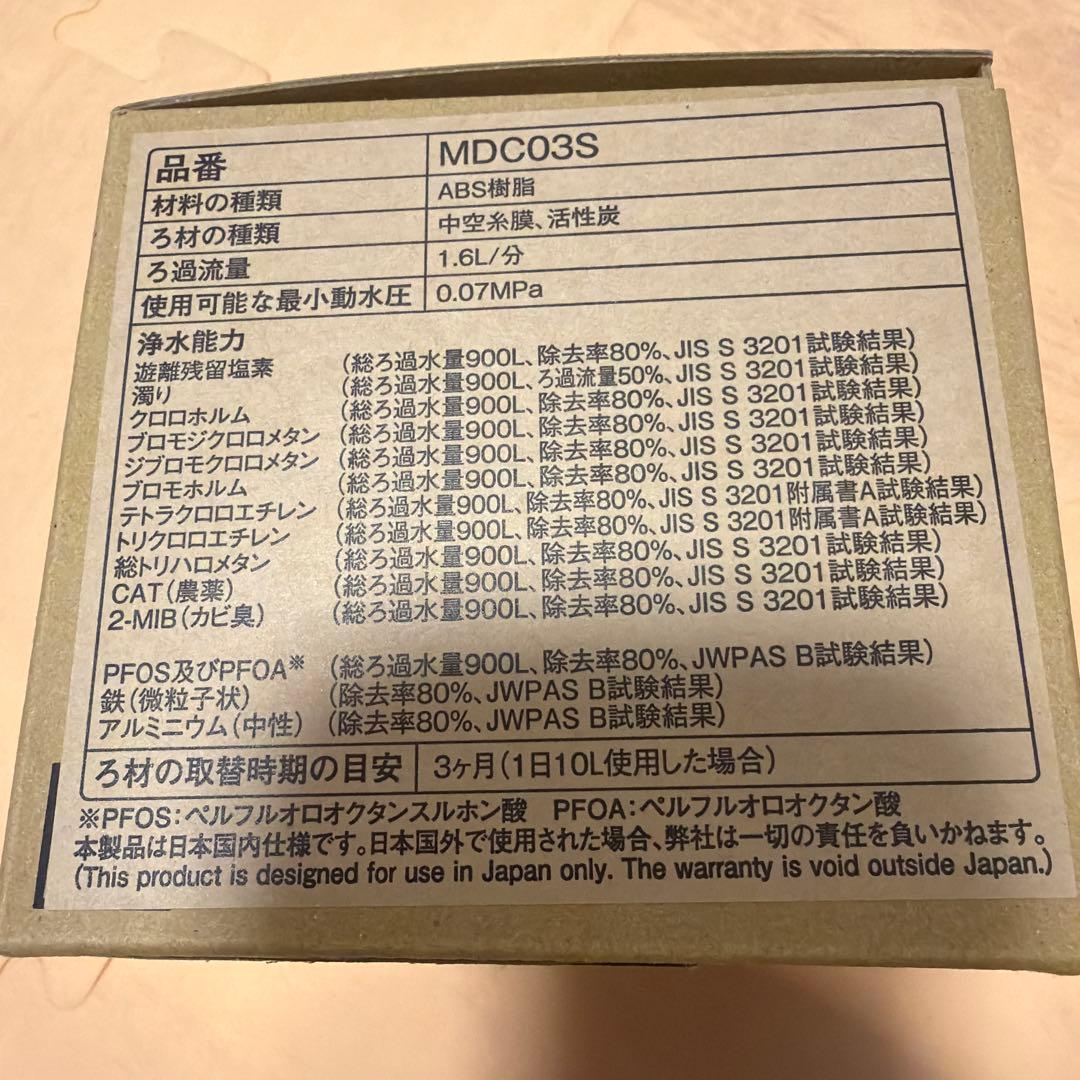 品番 MDC03S
材料の種類 ABS樹脂
ろ材の種類 中空糸膜、活性炭
ろ過流量 1.6L/分
使用可能な最小動水圧 0.07MPa
浄水能力
遊離残留塩素 (総ろ過水量900L、除去率80%、JIS S 3201試験結果)
濁り (総ろ過水量900L、ろ過流量50%、JIS S 3201試験結果)
クロロホルム (総ろ過水量900L、除去率80%、JIS S 3201試験結果)
ブロモジクロロメタン (総ろ過水量900L、除去率80%、JIS S 3201試験結果)
ジブロモクロロメタン (総ろ過水量900L、除去率80%、JIS S 3201試験結果)
ブロモホルム (総ろ過水量900L、除去率80%、JIS S 3201試験結果)
テトラクロロエチレン (総ろ過水量900L、除去率80%、JIS S 3201附属書A試験結果)
トリクロロエチレン (総ろ過水量900L、除去率80%、JIS S 3201附属書A試験結果)
総トリハロメタン (総ろ過水量900L、除去率80%、JIS S 3201試験結果)
CAT(農薬) (総ろ過水量900L、除去率80%、JIS S 3201試験結果)
2-MIB(カビ臭) (総ろ過水量900L、除去率80%、JIS S 3201試験結果)
PFOS及びPFOA※ (総ろ過水量900L、除去率80%、JWPAS B試験結果)
鉄(微粒子状) (除去率80%、JWPAS B試験結果)
アルミニウム(中性) (除去率80%、JWPAS B試験結果)
ろ材の取替時期の目安 3ヶ月(1日10L使用した場合)
※PFOS:ペルフルオロオクタンスルホン酸 PFOA:ペルフルオロオクタン酸
本製品は日本国内仕様です。日本国外で使用された場合、弊社は一切の責任を負いかねます。
(This product is designed for use in Japan only. The warranty is void outside Japan.)